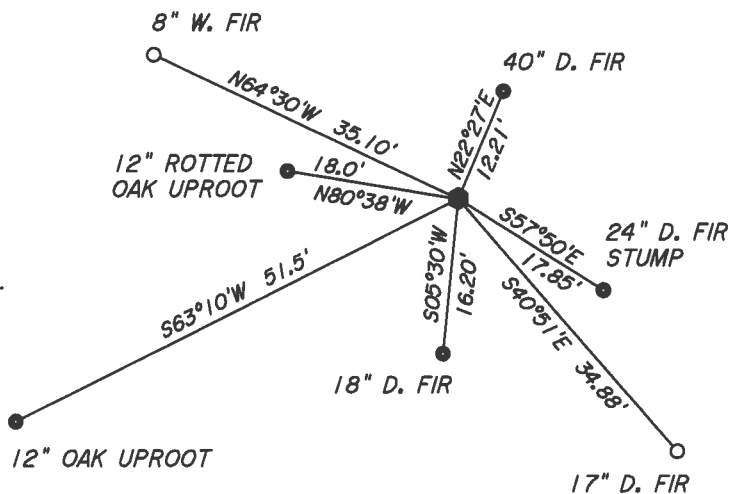 8" W. FIR
40" D. FIR
N64°30'W 35.10'
N22°27'E
12.21'
12" ROTTED
OAK UPROOT
18.0'
N80°38'W
S57°50'E
17.85'
24" D. FIR
STUMP
S63°10'W 51.5'
S05°30'W
16.20'
S40°51'E 34.88'
18" D. FIR
12" OAK UPROOT
17" D. FIR